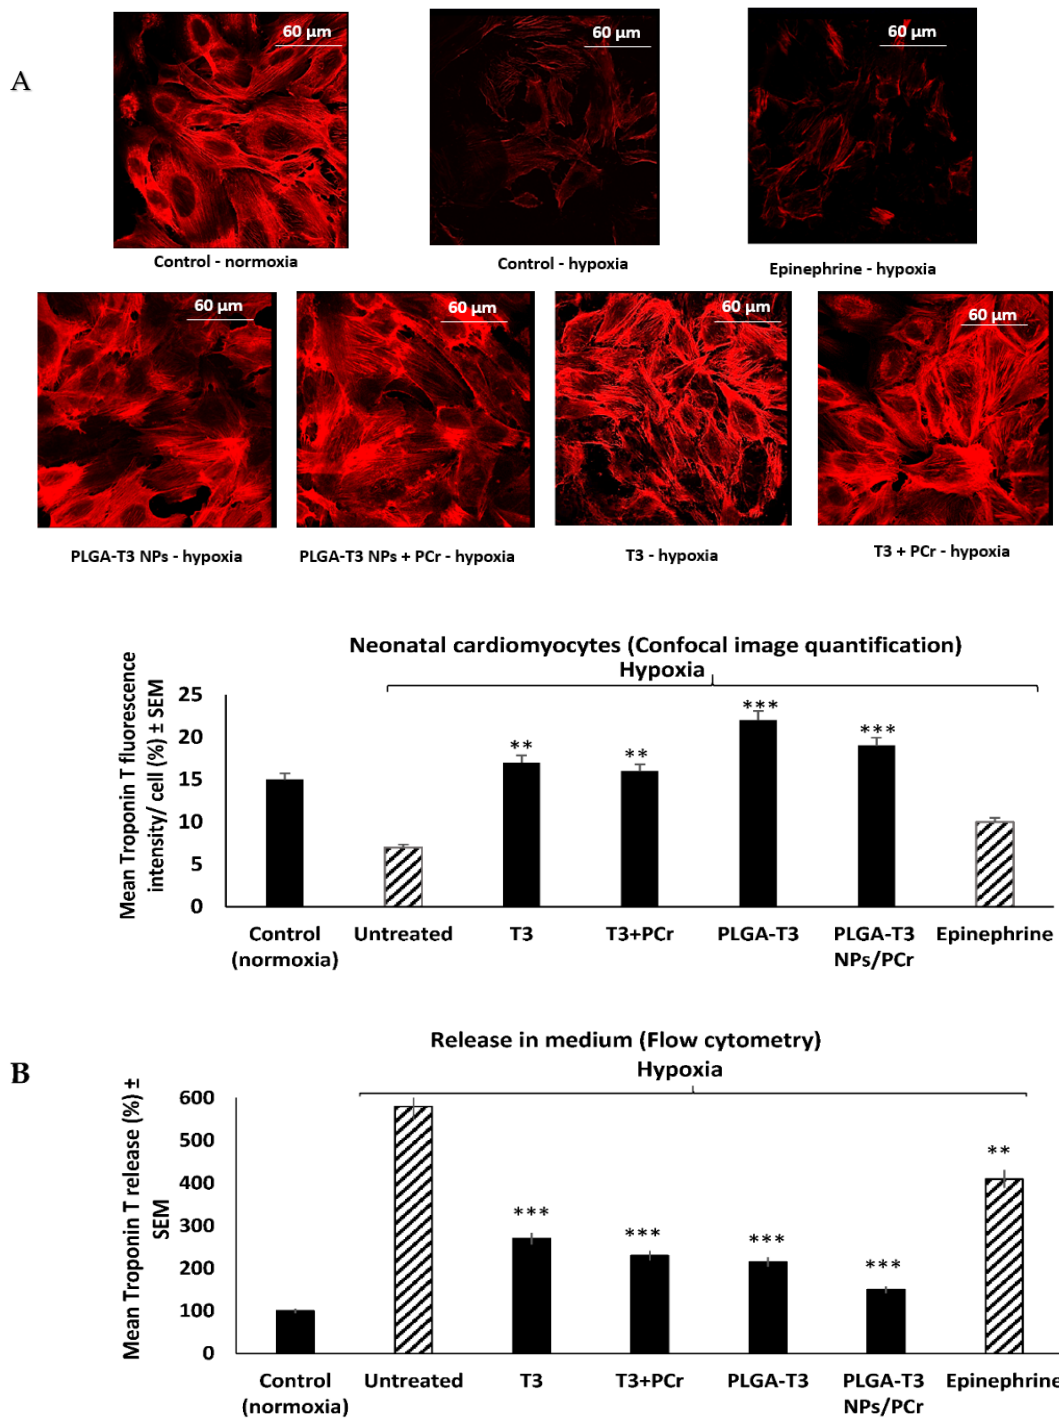 A
60 µm
60 µm
60 µm
Control - normoxia
Control - hypoxia
Epinephrine - hypoxia
60 µm
60 µm
60 µm
60 µm
PLGA-T3 NPs - hypoxia
PLGA-T3 NPs + PCr - hypoxia
T3 - hypoxia
T3 + PCr - hypoxia
Neonatal cardiomyocytes (Confocal image quantification)
Hypoxia
Mean Troponin T fluorescence
intensity/ cell (%) ± SEM
25
20
15
10
5
0
**
**
***
***
Control
(normoxia)
Untreated
T3
T3+PCr
PLGA-T3
PLGA-T3
NPs/PCr
Epinephrine
B
Release in medium (Flow cytometry)
Hypoxia
Mean Troponin T release (%) ±
SEM
600
500
400
300
200
100
0
***
***
***
***
**
Control
(normoxia)
Untreated
T3
T3+PCr
PLGA-T3
PLGA-T3
NPs/PCr
Epinephrine